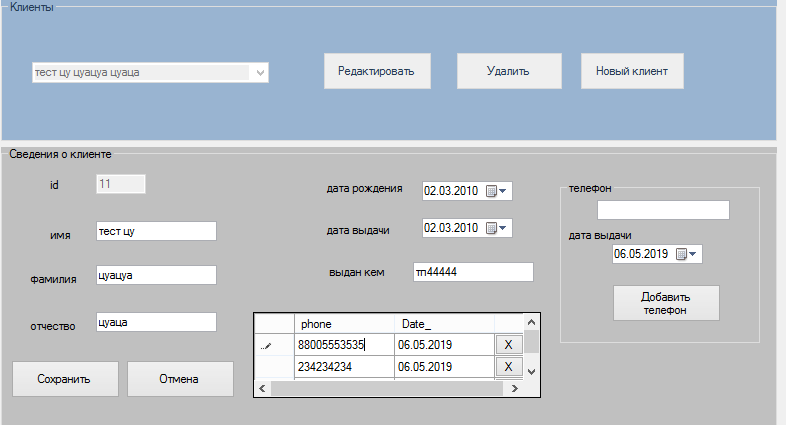 Клиенты
тест цу цуацуа цуаца
Редактировать
Удалить
Новый клиент
Сведения о клиенте
id
11
имя
тест цу
фамилия
цуацуа
отчество
цуаца
дата рождения
02.03.2010
дата выдачи
02.03.2010
выдан кем
тп44444
телефон
дата выдачи
06.05.2019
Добавить
телефон
phone Date_
88005553535 06.05.2019 X
234234234 06.05.2019 X
Сохранить
Отмена